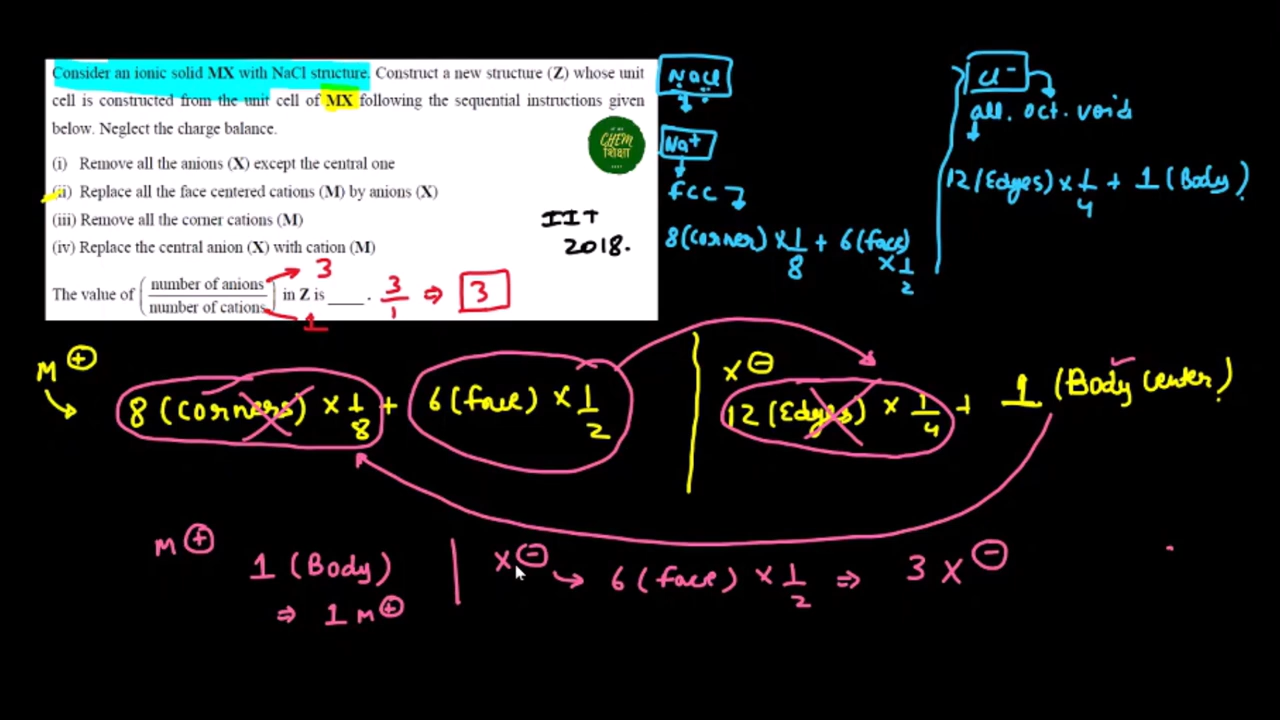 Consider an ionic solid MX with NaCl structure. Construct a new structure (Z) whose unit
cell is constructed from the unit cell of MX following the sequential instructions given
below. Neglect the charge balance.
(i) Remove all the anions (X) except the central one
(ii) Replace all the face centered cations (M) by anions (X)
(iii) Remove all the corner cations (M)
(iv) Replace the central anion (X) with cation (M)
The value of (number of anions / number of cations) in Z is ____.
3
1
3/1 ⇒ 3
CHEM
शिक्षा
IIT
2018.
NaCl
Na+
FCC
8(corner) × 1/8 + 6(face) × 1/2
Cl-
all. oct. void
12(Edges) × 1/4 + 1(Body)
M⊕
8 (corners) × 1/8 + 6(face) × 1/2
X⊖
12 (Edges) × 1/4 + 1 (Body center)
M⊕
1 (Body)
⇒ 1 M⊕
X⊖ → 6(face) × 1/2 ⇒ 3 X⊖